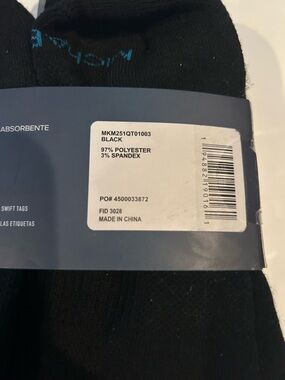 ABSORBENTE
SWIFT TAGS
LAS ETIQUETAS
MKM251QT01003
BLACK
97% POLYESTER
3% SPANDEX
PO# 4500033872
FID 3028
MADE IN CHINA